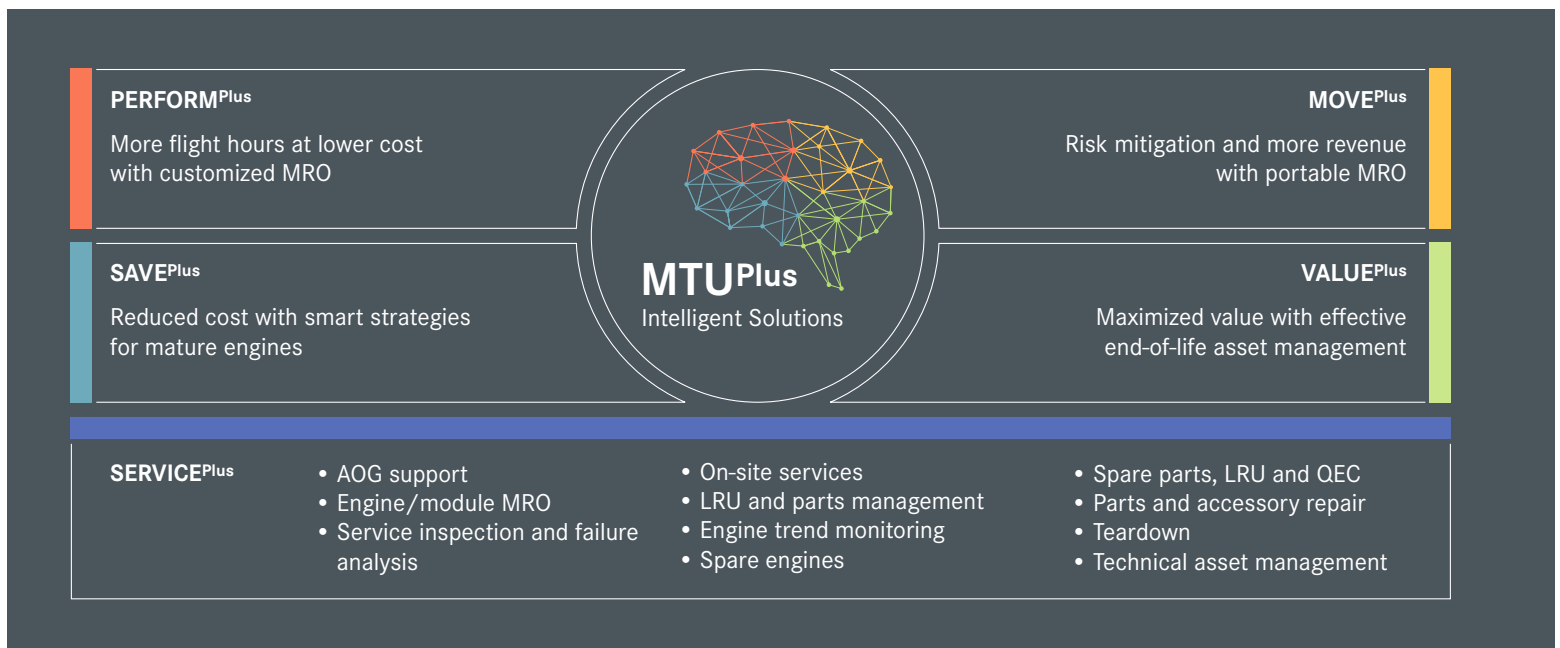 PERFORMPlus
More flight hours at lower cost
with customized MRO
MOVEPlus
Risk mitigation and more revenue
with portable MRO
MTUPlus
Intelligent Solutions
SAVEPlus
Reduced cost with smart strategies
for mature engines
VALUEPlus
Maximized value with effective
end-of-life asset management
SERVICEPlus
• AOG support
• Engine/module MRO
• Service inspection and failure
analysis
• On-site services
• LRU and parts management
• Engine trend monitoring
• Spare engines
• Spare parts, LRU and QEC
• Parts and accessory repair
• Teardown
• Technical asset management